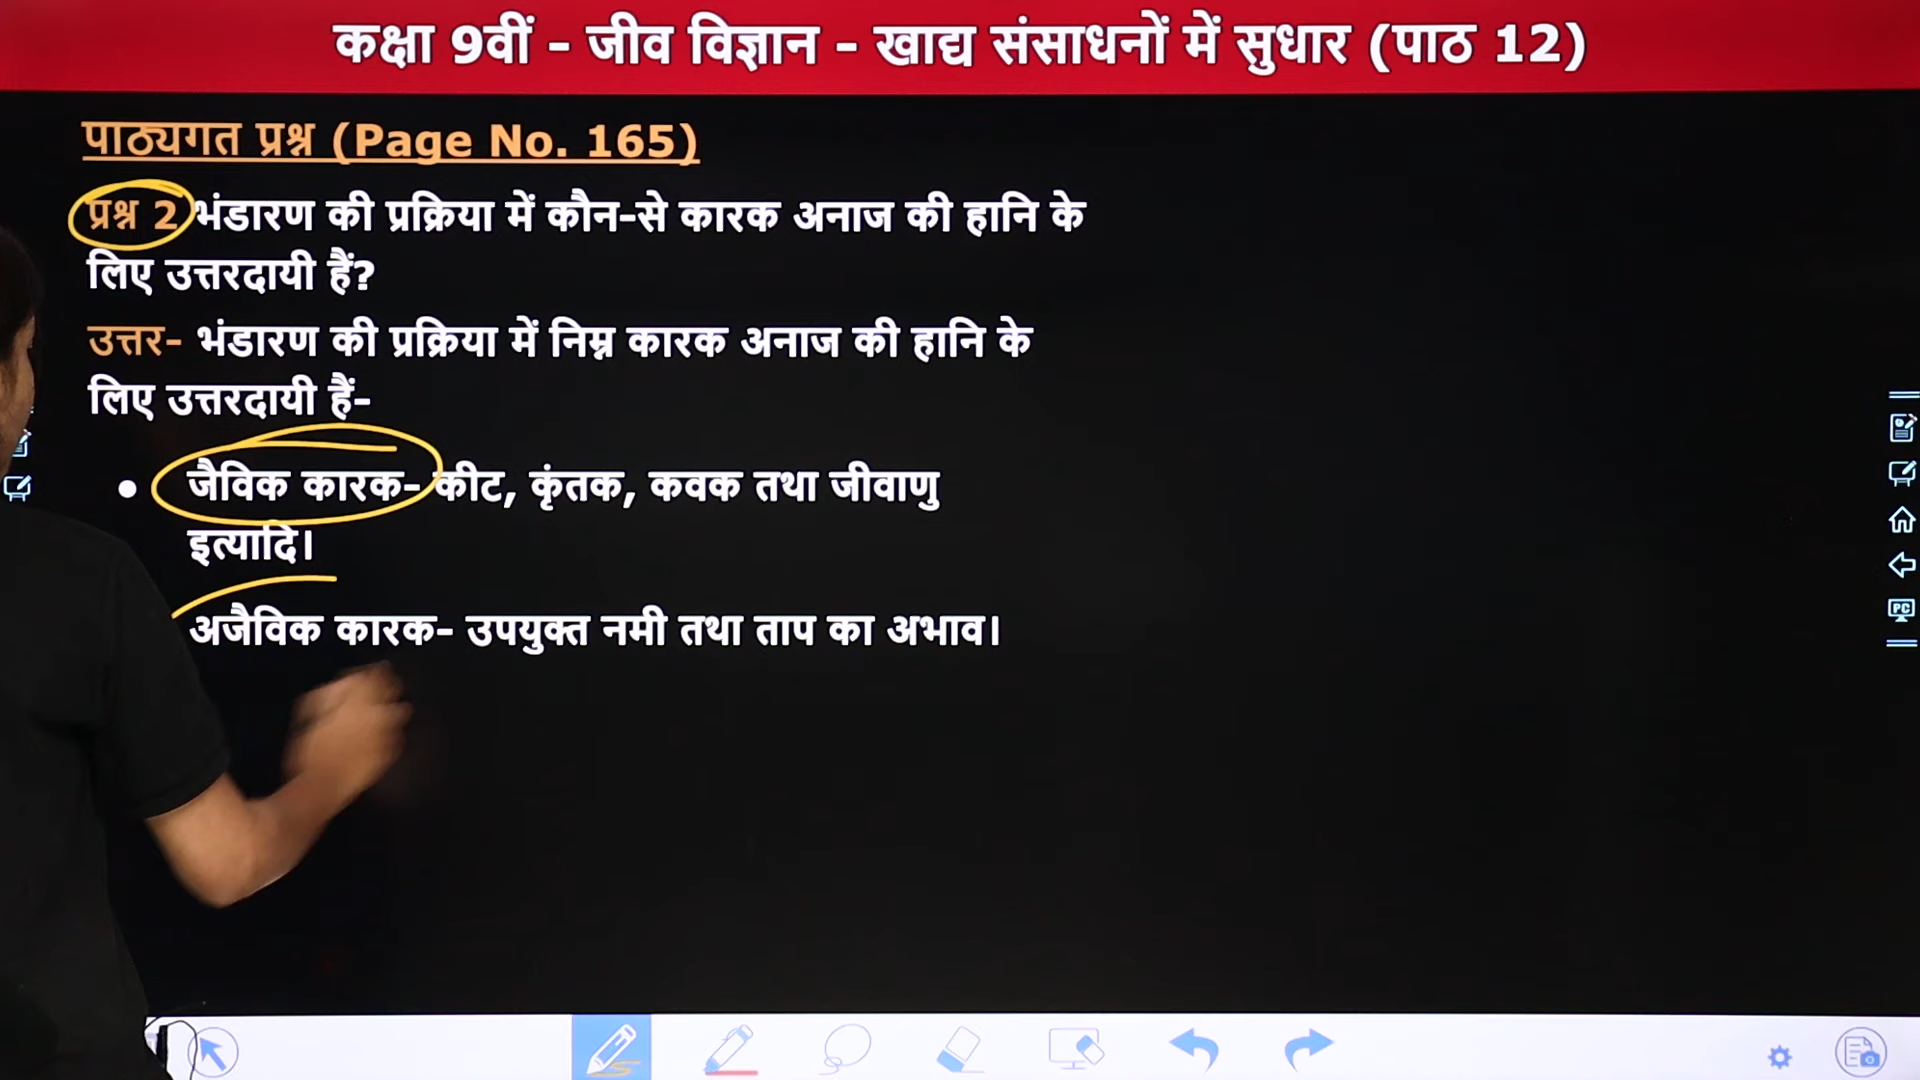 कक्षा 9वीं - जीव विज्ञान - खाद्य संसाधनों में सुधार (पाठ 12)
पाठ्यगत प्रश्न (Page No. 165)
प्रश्न 2 भंडारण की प्रक्रिया में कौन-से कारक अनाज की हानि के
लिए उत्तरदायी हैं?
उत्तर- भंडारण की प्रक्रिया में निम्न कारक अनाज की हानि के
लिए उत्तरदायी हैं-
● जैविक कारक- कीट, कृंतक, कवक तथा जीवाणु
इत्यादि।
अजैविक कारक- उपयुक्त नमी तथा ताप का अभाव।
PC